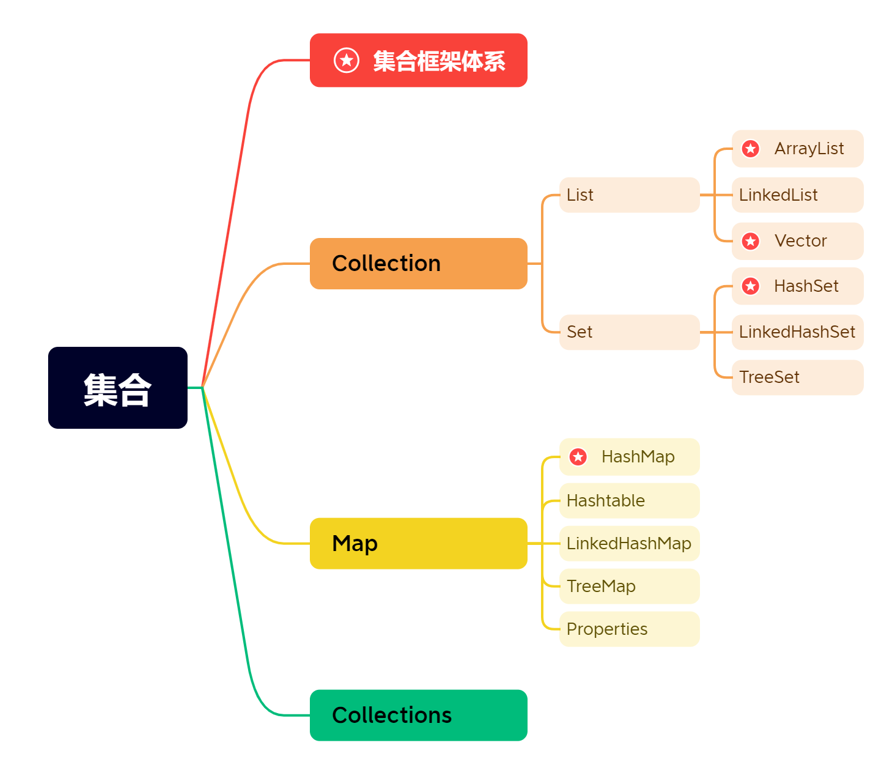 集合
集合框架体系
Collection
List
ArrayList
LinkedList
Vector
Set
HashSet
LinkedHashSet
TreeSet
Map
HashMap
Hashtable
LinkedHashMap
TreeMap
Properties
Collections